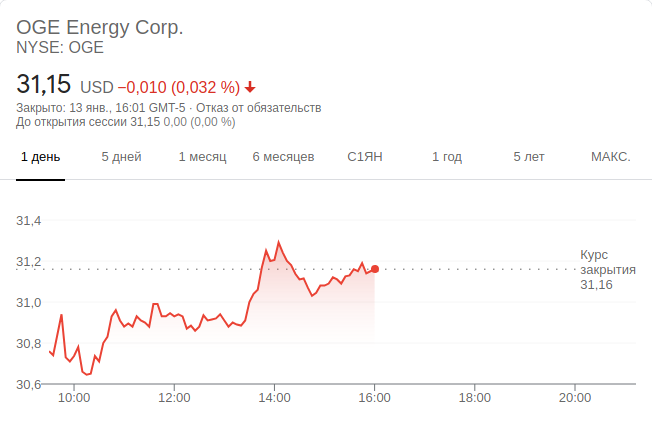 OGE Energy Corp.
NYSE: OGE
31,15 USD −0,010 (0,032 %)
Закрыто: 13 янв., 16:01 GMT-5 · Отказ от обязательств
До открытия сессии 31,15 0,00 (0,00 %)
1 день 5 дней 1 месяц 6 месяцев С1ЯН 1 год 5 лет МАКС.
31,4
31,2
31,0
30,8
30,6
Курс
закрытия
31,16
10:00 12:00 14:00 16:00 18:00 20:00